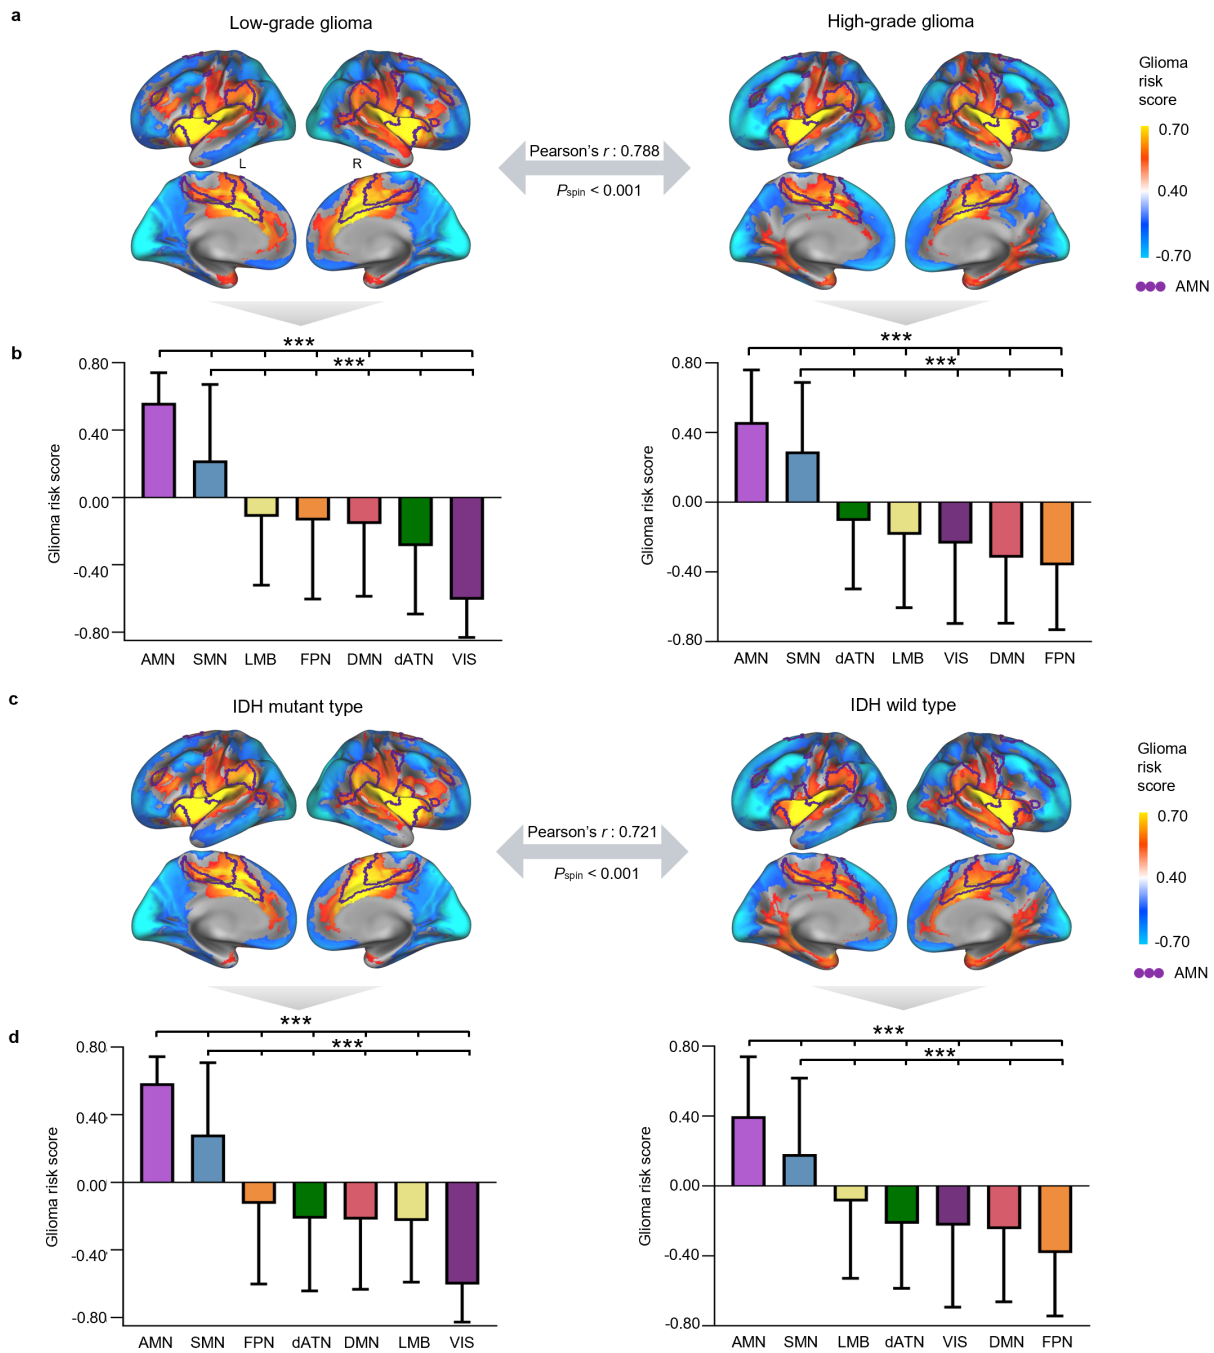 a
Low-grade glioma
High-grade glioma
Glioma
risk
score
0.70
0.40
-0.70
AMN
Pearson's r : 0.788
Pspin < 0.001
L
R
b
***
***
0.80
0.40
0.00
-0.40
-0.80
Glioma risk score
AMN SMN LMB FPN DMN dATN VIS
***
***
0.80
0.40
0.00
-0.40
-0.80
Glioma risk score
AMN SMN dATN LMB VIS DMN FPN
c
IDH mutant type
IDH wild type
Glioma
risk
score
0.70
0.40
-0.70
AMN
Pearson's r : 0.721
Pspin < 0.001
d
***
***
0.80
0.40
0.00
-0.40
-0.80
Glioma risk score
AMN SMN FPN dATN DMN LMB VIS
***
***
0.80
0.40
0.00
-0.40
-0.80
Glioma risk score
AMN SMN LMB dATN VIS DMN FPN